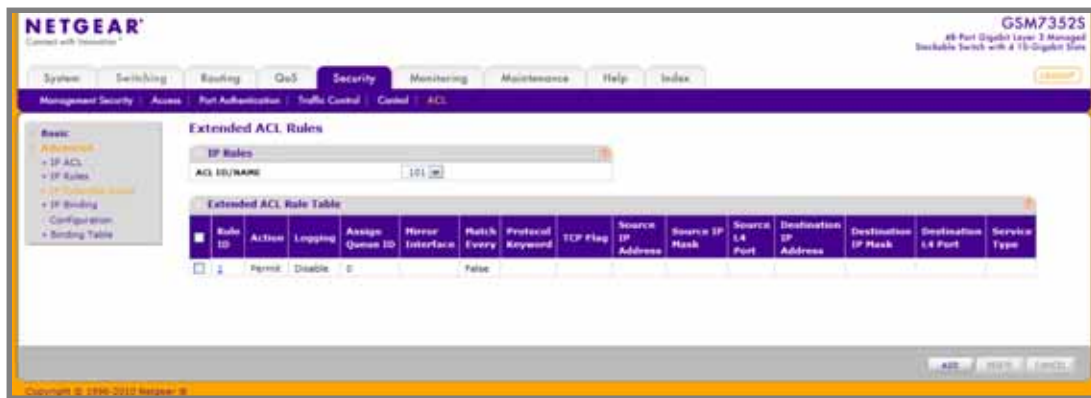 NETGEAR
Connect with Innovation
GSM7352S
48-Port Gigabit Layer 3 Managed
Stackable Switch with 4 10-Gigabit Slots
System Switching Routing QoS Security Monitoring Maintenance Help Index
LOGOUT
Management Security Access Port Authentication Traffic Control Control ACL
Basic
Advanced
IP ACL
IP Rules
IP Extended Rules
IP Binding
Configuration
Binding Table
Extended ACL Rules
IP Rules
ACL ID/NAME 101
Extended ACL Rule Table
Rule ID Action Logging Assign Queue ID Mirror Interface Match Every Protocol Keyword TCP Flag Source IP Address Source IP Mask Source L4 Port Destination IP Address Destination IP Mask Destination L4 Port Service Type
1 Permit Disable 0 False
ADD DELETE CANCEL
Copyright © 1996-2010 Netgear ®